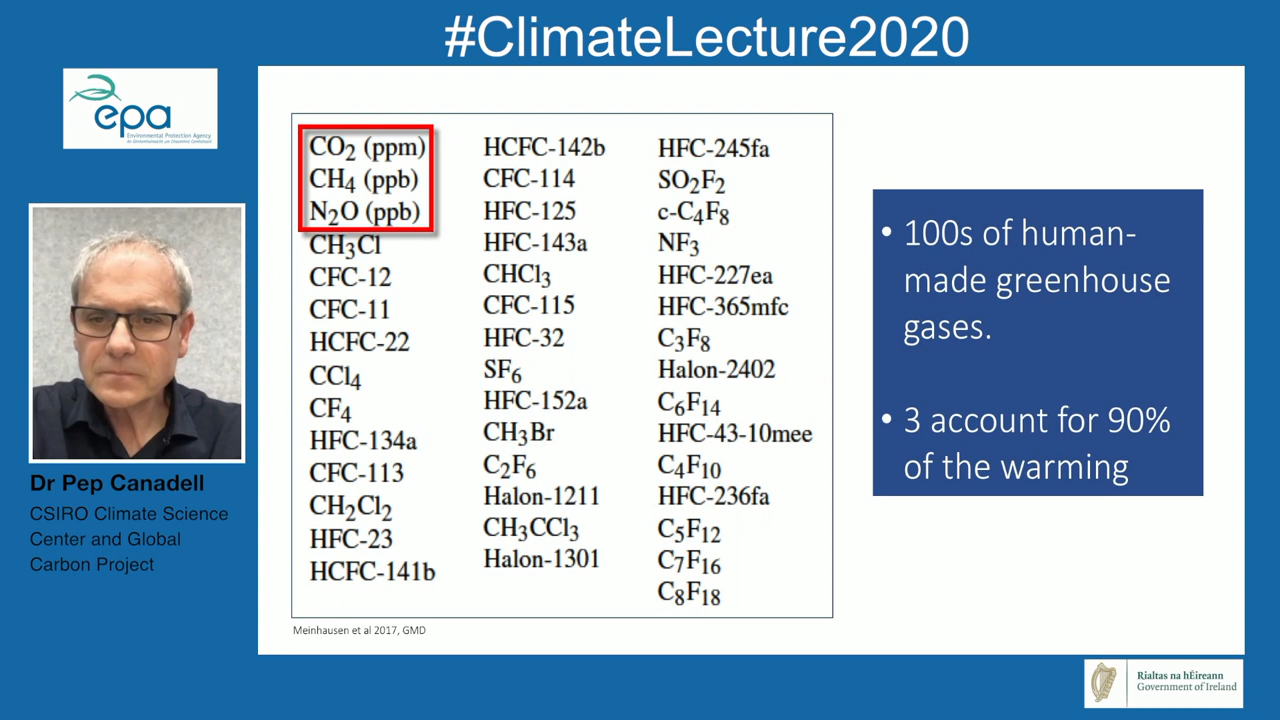 #ClimateLecture2020
epa
Environmental Protection Agency
CO2 (ppm)
CH4 (ppb)
N2O (ppb)
CH3Cl
CFC-12
CFC-11
HCFC-22
CCl4
CF4
HFC-134a
CFC-113
CH2Cl2
HFC-23
HCFC-141b
HCFC-142b
CFC-114
HFC-125
HFC-143a
CHCl3
CFC-115
HFC-32
SF6
HFC-152a
CH3Br
C2F6
Halon-1211
CH3CCl3
Halon-1301
HFC-245fa
SO2F2
c-C4F8
NF3
HFC-227ea
HFC-365mfc
C3F8
Halon-2402
C6F14
HFC-43-10mee
C4F10
HFC-236fa
C5F12
C7F16
C8F18
Meinhausen et al 2017, GMD
• 100s of human-
made greenhouse
gases.
• 3 account for 90%
of the warming
Dr Pep Canadell
CSIRO Climate Science
Center and Global
Carbon Project
Rialtas na hÉireann
Government of Ireland